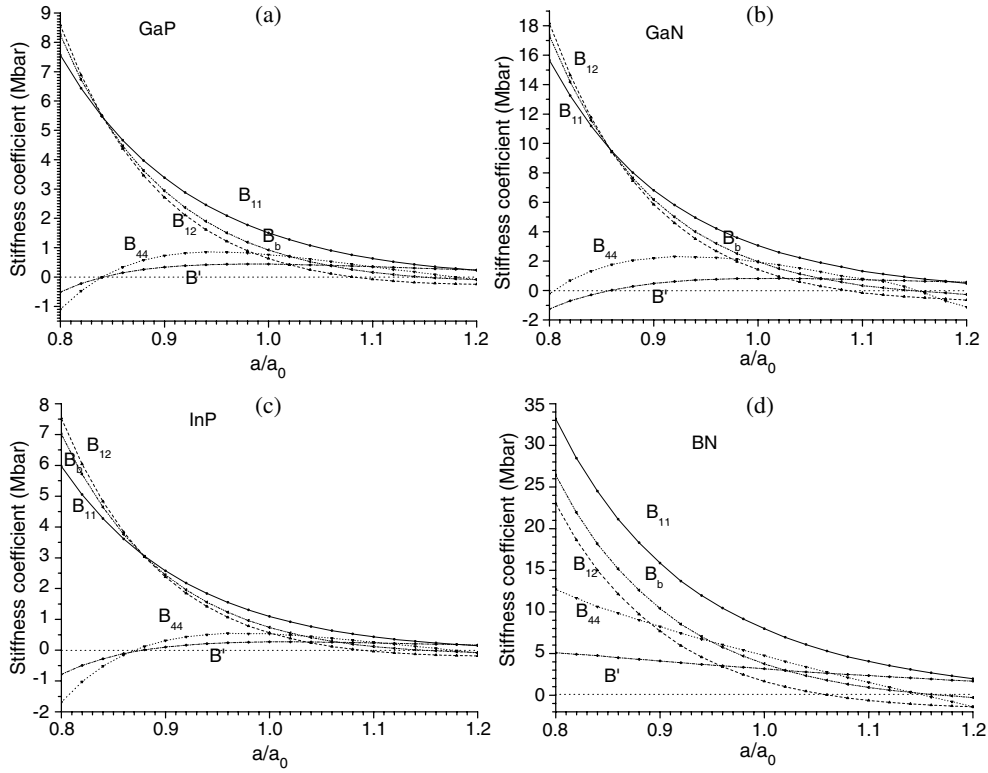 (a)
GaP
Stiffness coefficient (Mbar)
9
8
7
6
5
4
3
2
1
0
-1
B11
B12
Bb
B44
B'
0.8 0.9 1.0 1.1 1.2
a/a0
(b)
GaN
Stiffness coefficient (Mbar)
18
16
14
12
10
8
6
4
2
0
-2
B12
B11
Bb
B44
B'
0.8 0.9 1.0 1.1 1.2
a/a0
(c)
InP
Stiffness coefficient (Mbar)
8
7
6
5
4
3
2
1
0
-1
-2
B12
Bb
B11
B44
B'
0.8 0.9 1.0 1.1 1.2
a/a0
(d)
BN
Stiffness coefficient (Mbar)
35
30
25
20
15
10
5
0
B11
B12
Bb
B44
B'
0.8 0.9 1.0 1.1 1.2
a/a0